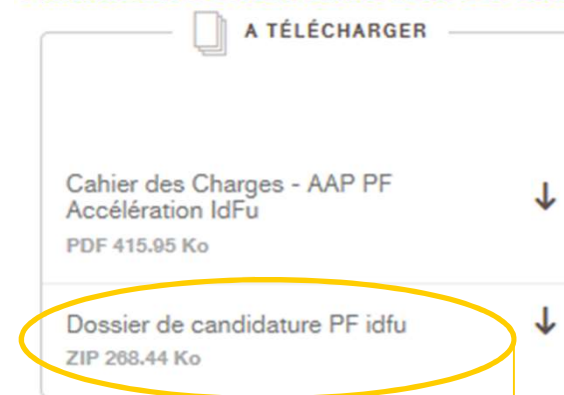 A TÉLÉCHARGER
Cahier des Charges - AAP PF
Accélération IdFu
PDF 415.95 Ko
Dossier de candidature PF idfu
ZIP 268.44 Ko